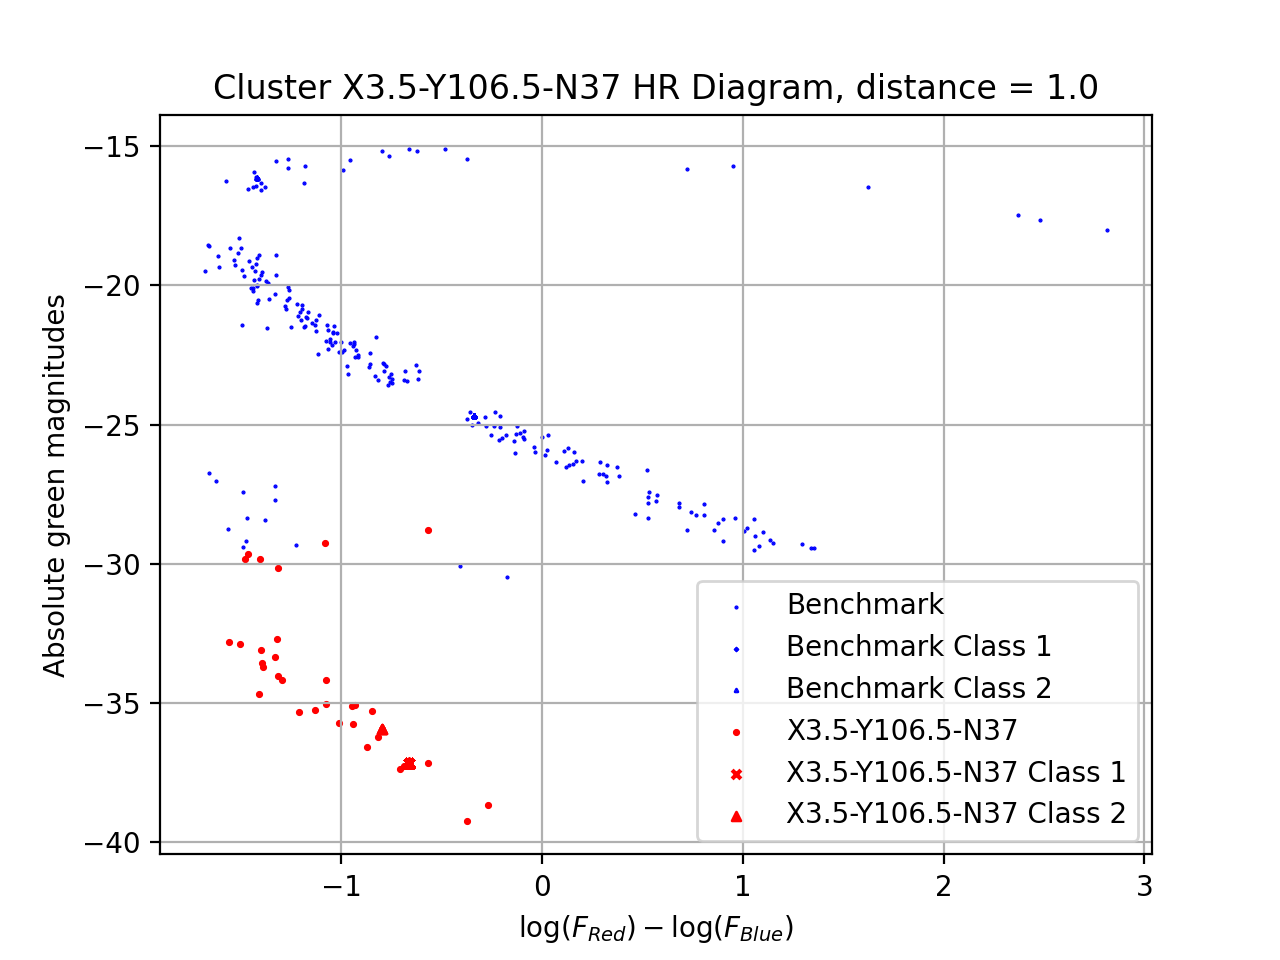 Cluster X3.5-Y106.5-N37 HR Diagram, distance = 1.0
Absolute green magnitudes
−15
−20
−25
−30
−35
−40
Benchmark
Benchmark Class 1
Benchmark Class 2
X3.5-Y106.5-N37
X3.5-Y106.5-N37 Class 1
X3.5-Y106.5-N37 Class 2
−1 0 1 2 3
log(F_Red) − log(F_Blue)